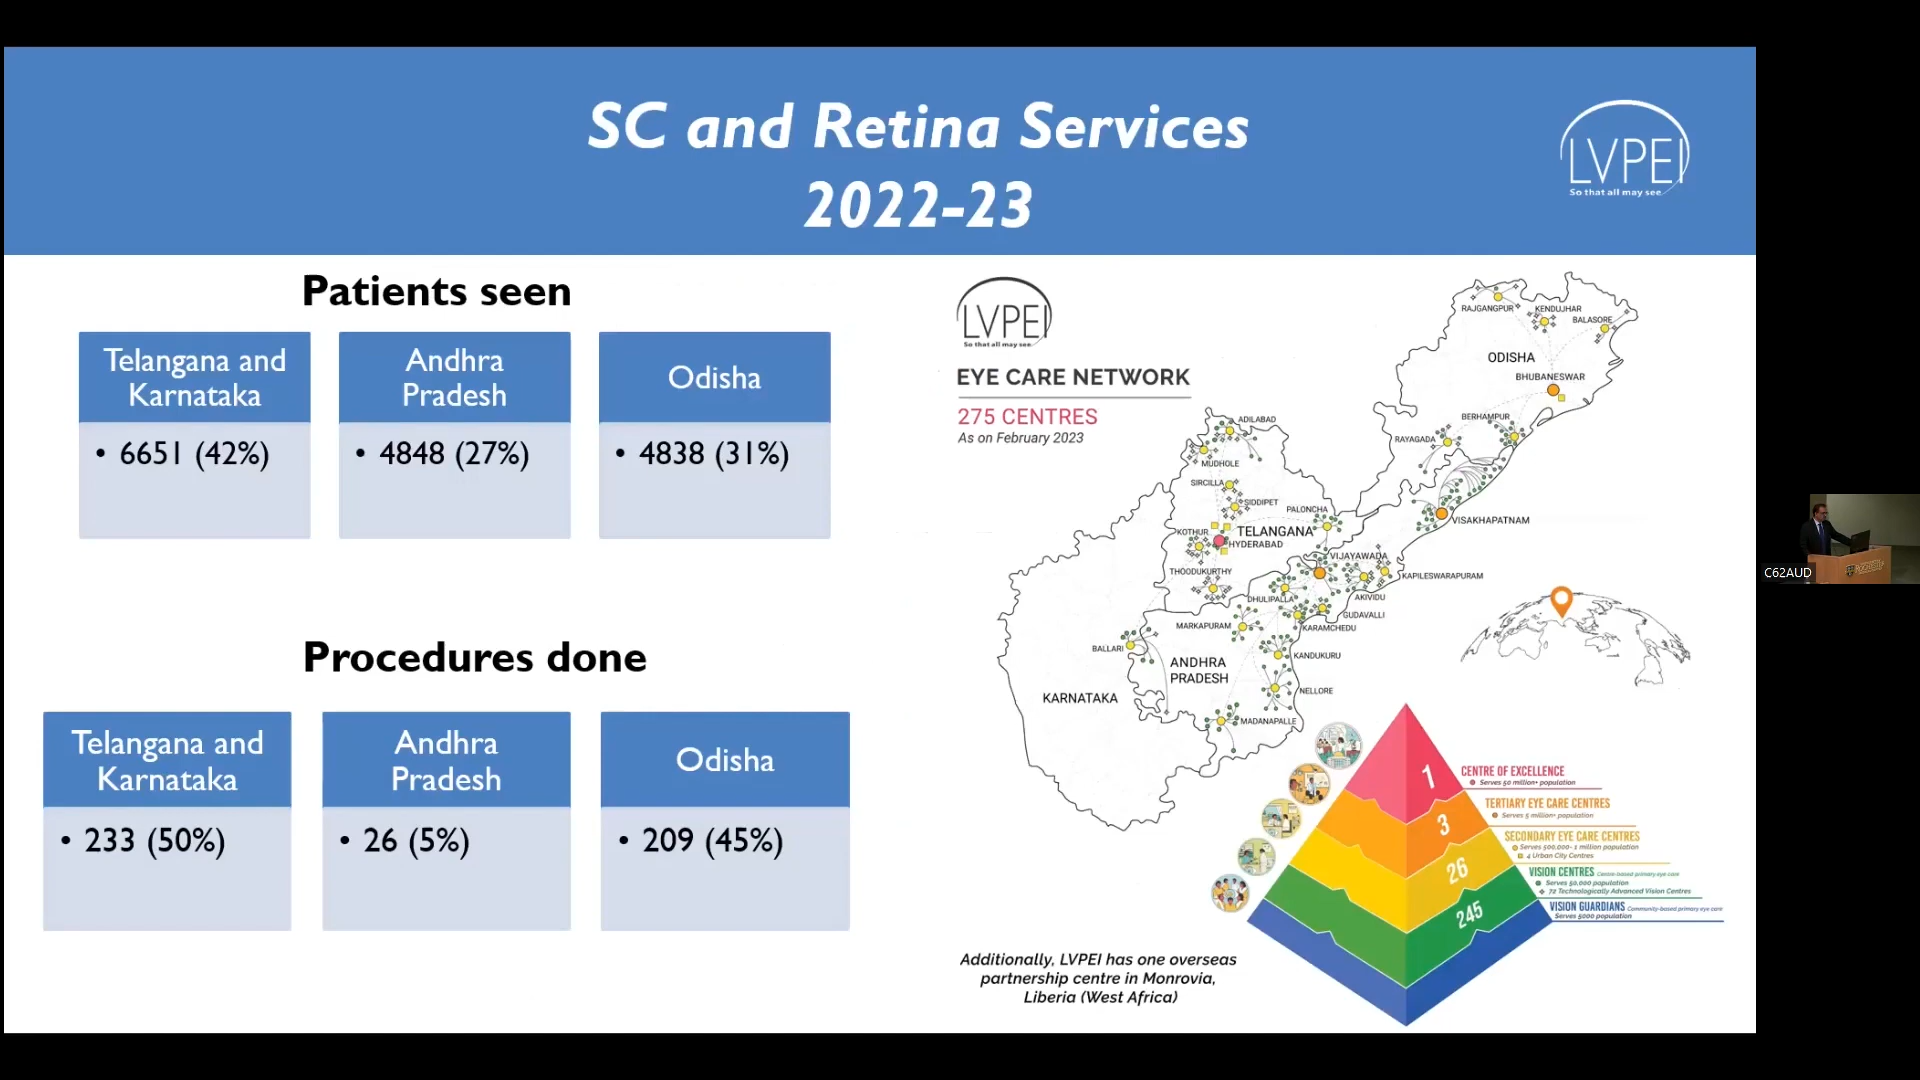 SC and Retina Services
2022-23
LVPEI
So that all may see
Patients seen
Telangana and
Karnataka
• 6651 (42%)
Andhra
Pradesh
• 4848 (27%)
Odisha
• 4838 (31%)
Procedures done
Telangana and
Karnataka
• 233 (50%)
Andhra
Pradesh
• 26 (5%)
Odisha
• 209 (45%)
LVPEI
So that all may see
EYE CARE NETWORK
275 CENTRES
As on February 2023
RAJGANGPUR
KENDUJHAR
BALASORE
ODISHA
BHUBANESWAR
BERHAMPUR
RAYAGADA
VISAKHAPATNAM
ADILABAD
MUDHOLE
SIRCILLA
SIDDIPET
PALONCHA
KOTHUR
TELANGANA
HYDERABAD
VIJAYAWADA
THOODUKURTHY
KAPILESWARAPURAM
DHULIPALLA
AKIVIDU
GUDAVALLI
MARKAPURAM
KARAMCHEDU
BALLARI
KANDUKURU
ANDHRA
PRADESH
NELLORE
KARNATAKA
MADANAPALLE
1
CENTRE OF EXCELLENCE
Serves 50 million+ population
3
TERTIARY EYE CARE CENTRES
Serves 5 million+ population
26
SECONDARY EYE CARE CENTRES
Serves 500,000- 1 million population
4 Urban City Centres
245
VISION CENTRES Centre-based primary eye care
Serves 50,000 population
72 Technologically Advanced Vision Centres
VISION GUARDIANS Community-based primary eye care
Serves 5000 population
Additionally, LVPEI has one overseas
partnership centre in Monrovia,
Liberia (West Africa)
C62AUD